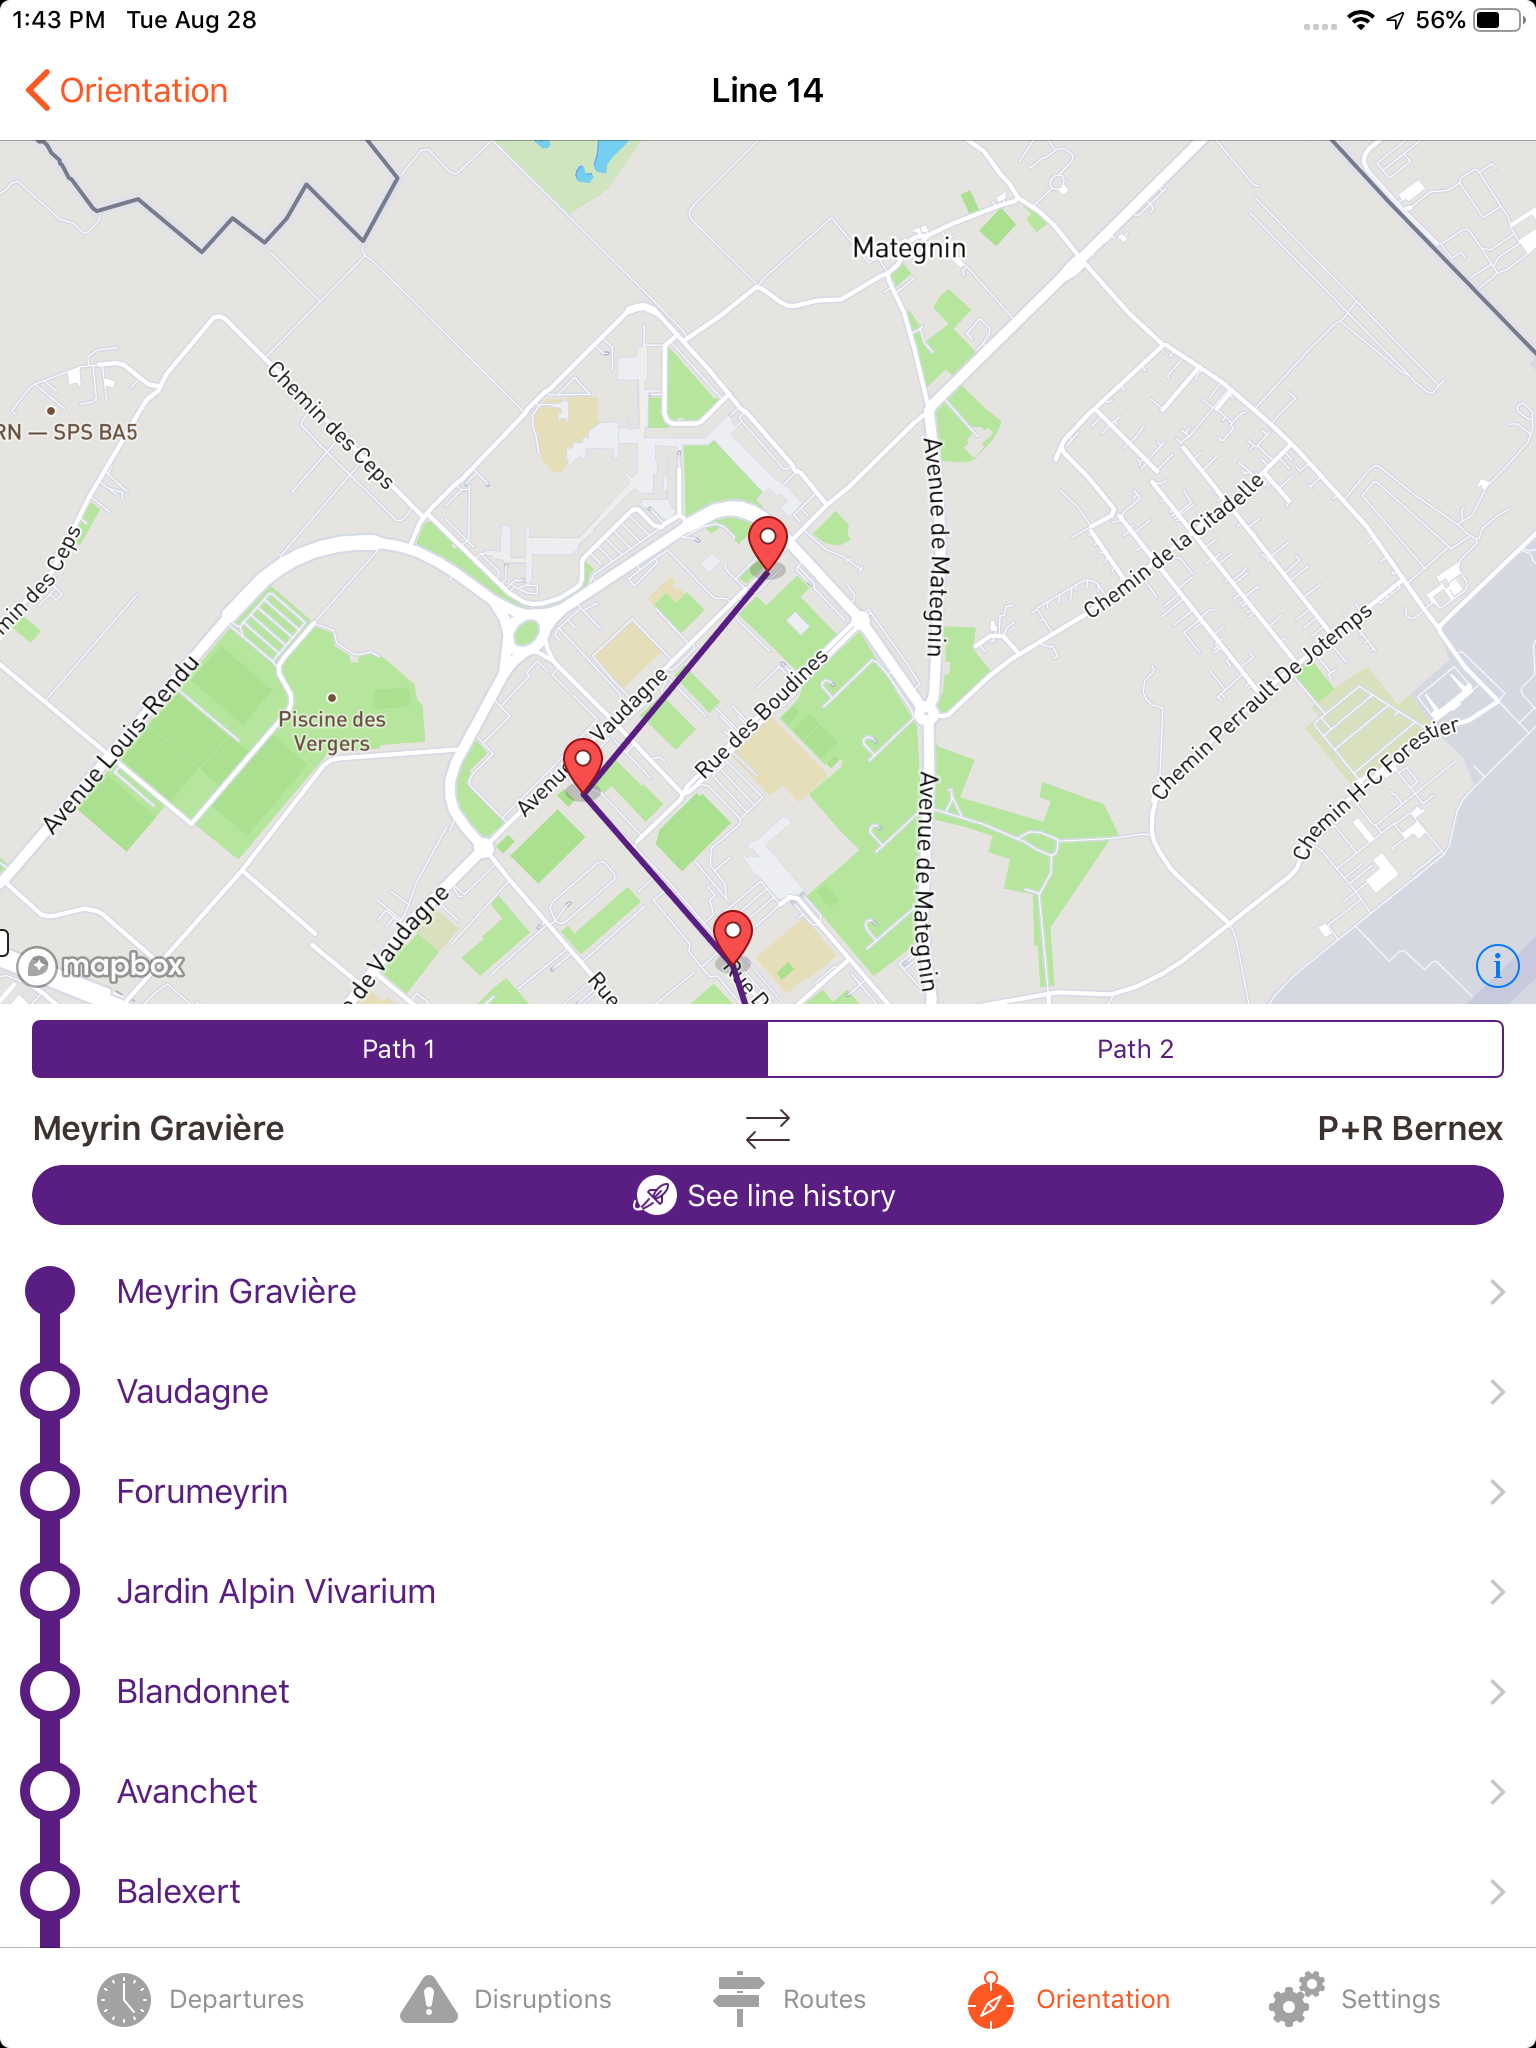 1:43 PM Tue Aug 28 56%
Orientation
Line 14
Mategnin
Chemin des Ceps
RN — SPS BA5
Avenue de Mategnin
Chemin de la Citadelle
min des Ceps
Chemin Perrault De Jotemps
Avenue Louis-Rendu
Piscine des
Vergers
Vaudagne
Rue des Boudines
Chemin H-C Forestier
Avenue de Mategnin
de Vaudagne
Rue
Rue D
mapbox
i
Path 1
Path 2
Meyrin Gravière
P+R Bernex
See line history
Meyrin Gravière
Vaudagne
Forumeyrin
Jardin Alpin Vivarium
Blandonnet
Avanchet
Balexert
Departures
Disruptions
Routes
Orientation
Settings